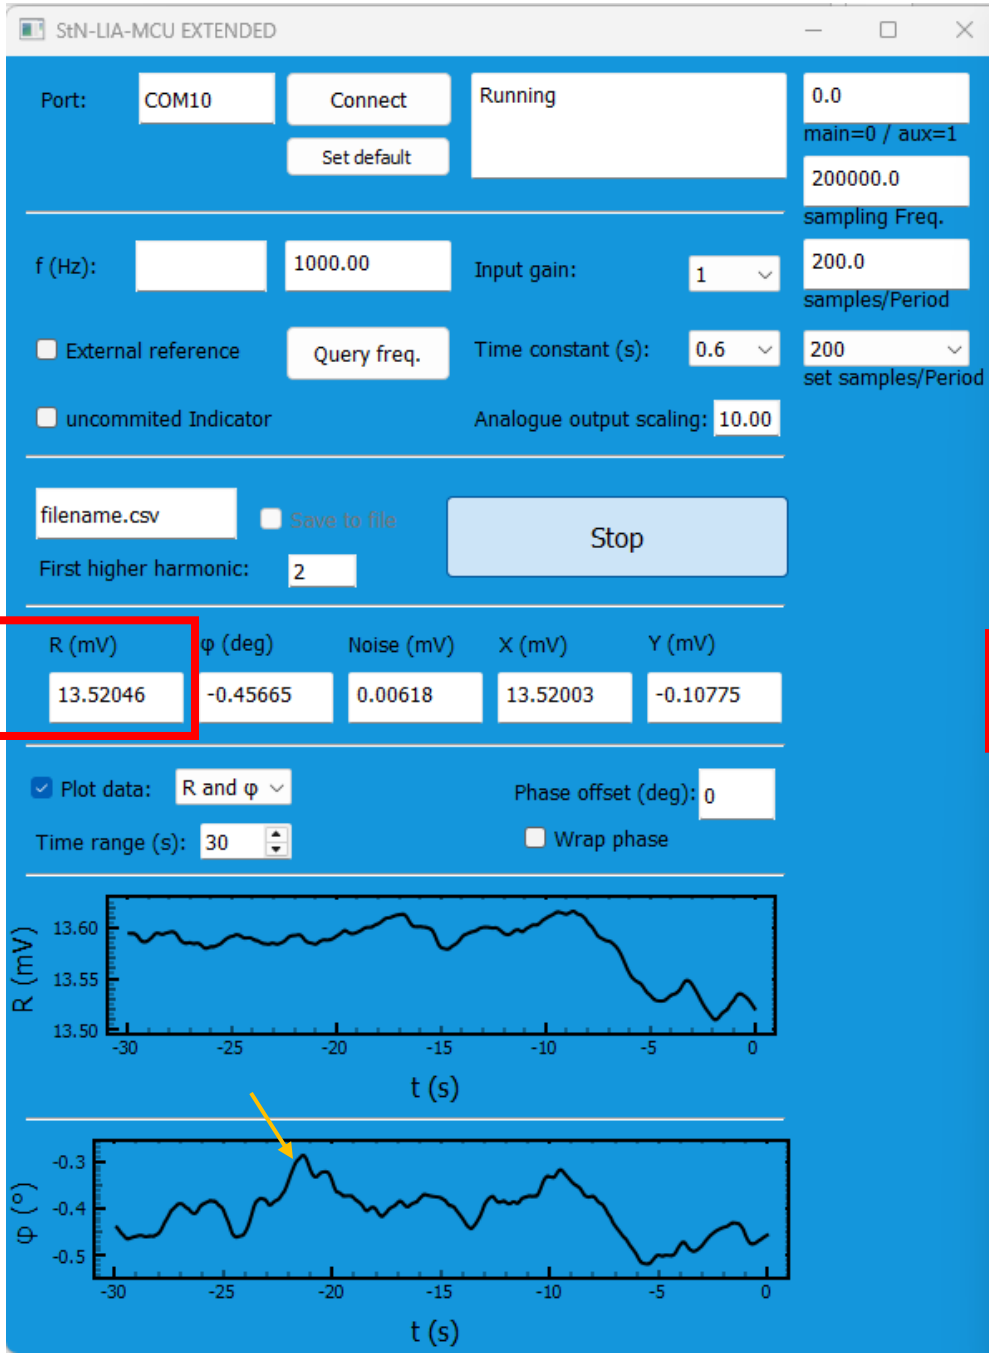 StN-LIA-MCU EXTENDED
Port: COM10 Connect Running 0.0
main=0 / aux=1
Set default 200000.0
sampling Freq.
f (Hz): 1000.00 Input gain: 1 200.0
samples/Period
External reference Query freq. Time constant (s): 0.6 200
set samples/Period
uncommited Indicator Analogue output scaling: 10.00
filename.csv Save to file Stop
First higher harmonic: 2
R (mV) φ (deg) Noise (mV) X (mV) Y (mV)
13.52046 -0.45665 0.00618 13.52003 -0.10775
Plot data: R and φ Phase offset (deg): 0
Time range (s): 30 Wrap phase
R (mV)
13.60
13.55
13.50
-30 -25 -20 -15 -10 -5 0
t (s)
φ (°)
-0.3
-0.4
-0.5
-30 -25 -20 -15 -10 -5 0
t (s)